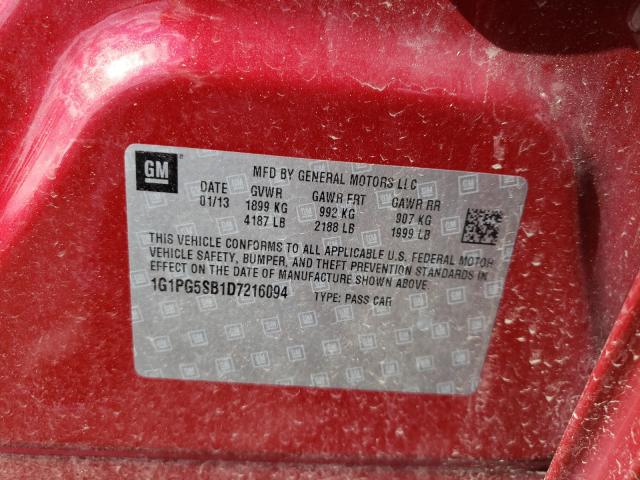 GM
MFD BY GENERAL MOTORS LLC
DATE GVWR GAWR FRT GAWR RR
01/13 1899 KG 992 KG 907 KG
4187 LB 2188 LB 1999 LB
THIS VEHICLE CONFORMS TO ALL APPLICABLE U.S. FEDERAL MOTOR
VEHICLE SAFETY, BUMPER, AND THEFT PREVENTION STANDARDS IN
EFFECT ON THE DATE OF MANUFACTURE SHOWN ABOVE.
1G1PG5SB1D7216094 TYPE: PASS CAR